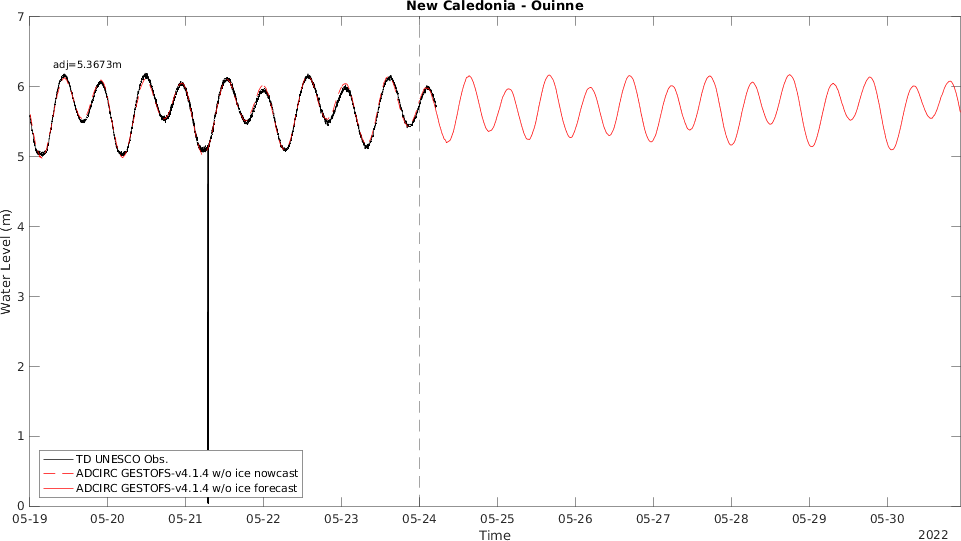 New Caledonia - Ouinne
7
adj=5.3673m
6
5
4
3
2
1
0
Water Level (m)
TD UNESCO Obs.
ADCIRC GESTOFS-v4.1.4 w/o ice nowcast
ADCIRC GESTOFS-v4.1.4 w/o ice forecast
05-19 05-20 05-21 05-22 05-23 05-24 05-25 05-26 05-27 05-28 05-29 05-30
Time
2022